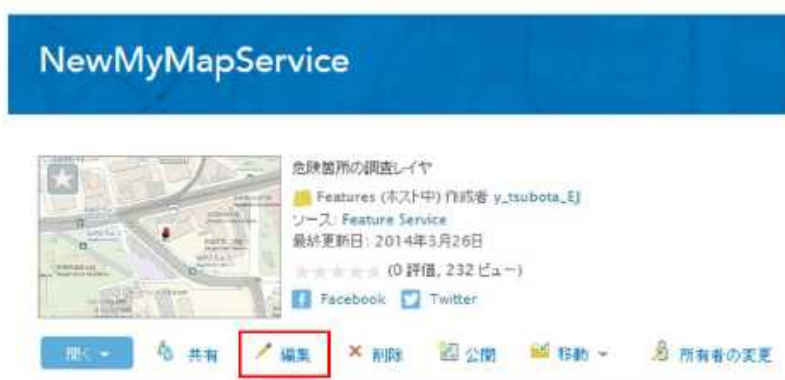 NewMyMapService
危険箇所の調査レイヤ
Features (ホスト中) 作成者 y_tsubota_EJ
ソース: Feature Service
最終更新日: 2014年3月26日
(0 評価, 232 ビュー)
Facebook Twitter
開く 共有 編集 削除 公開 移動 所有者の変更